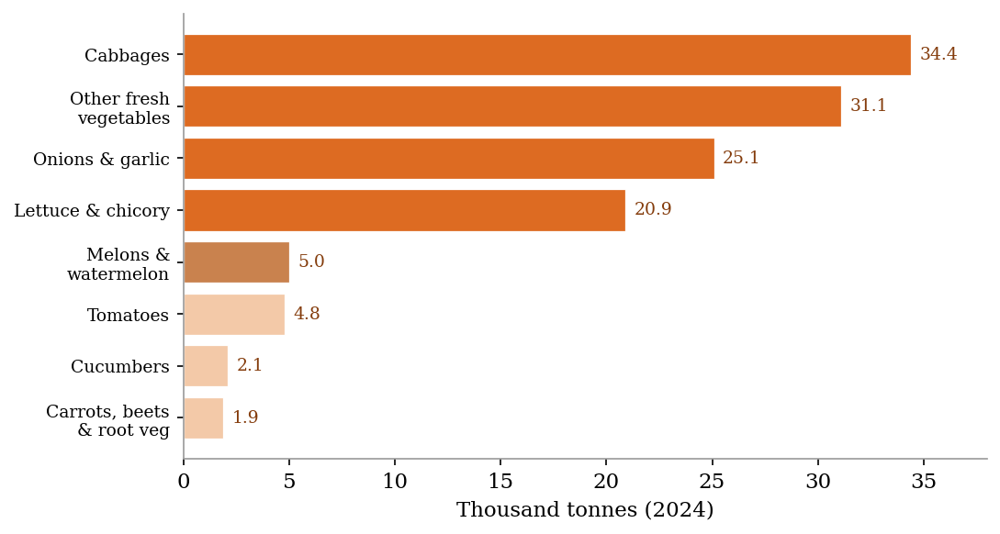 Cabbages
34.4
Other fresh
vegetables
31.1
Onions & garlic
25.1
Lettuce & chicory
20.9
Melons &
watermelon
5.0
Tomatoes
4.8
Cucumbers
2.1
Carrots, beets
& root veg
1.9
0 5 10 15 20 25 30 35
Thousand tonnes (2024)